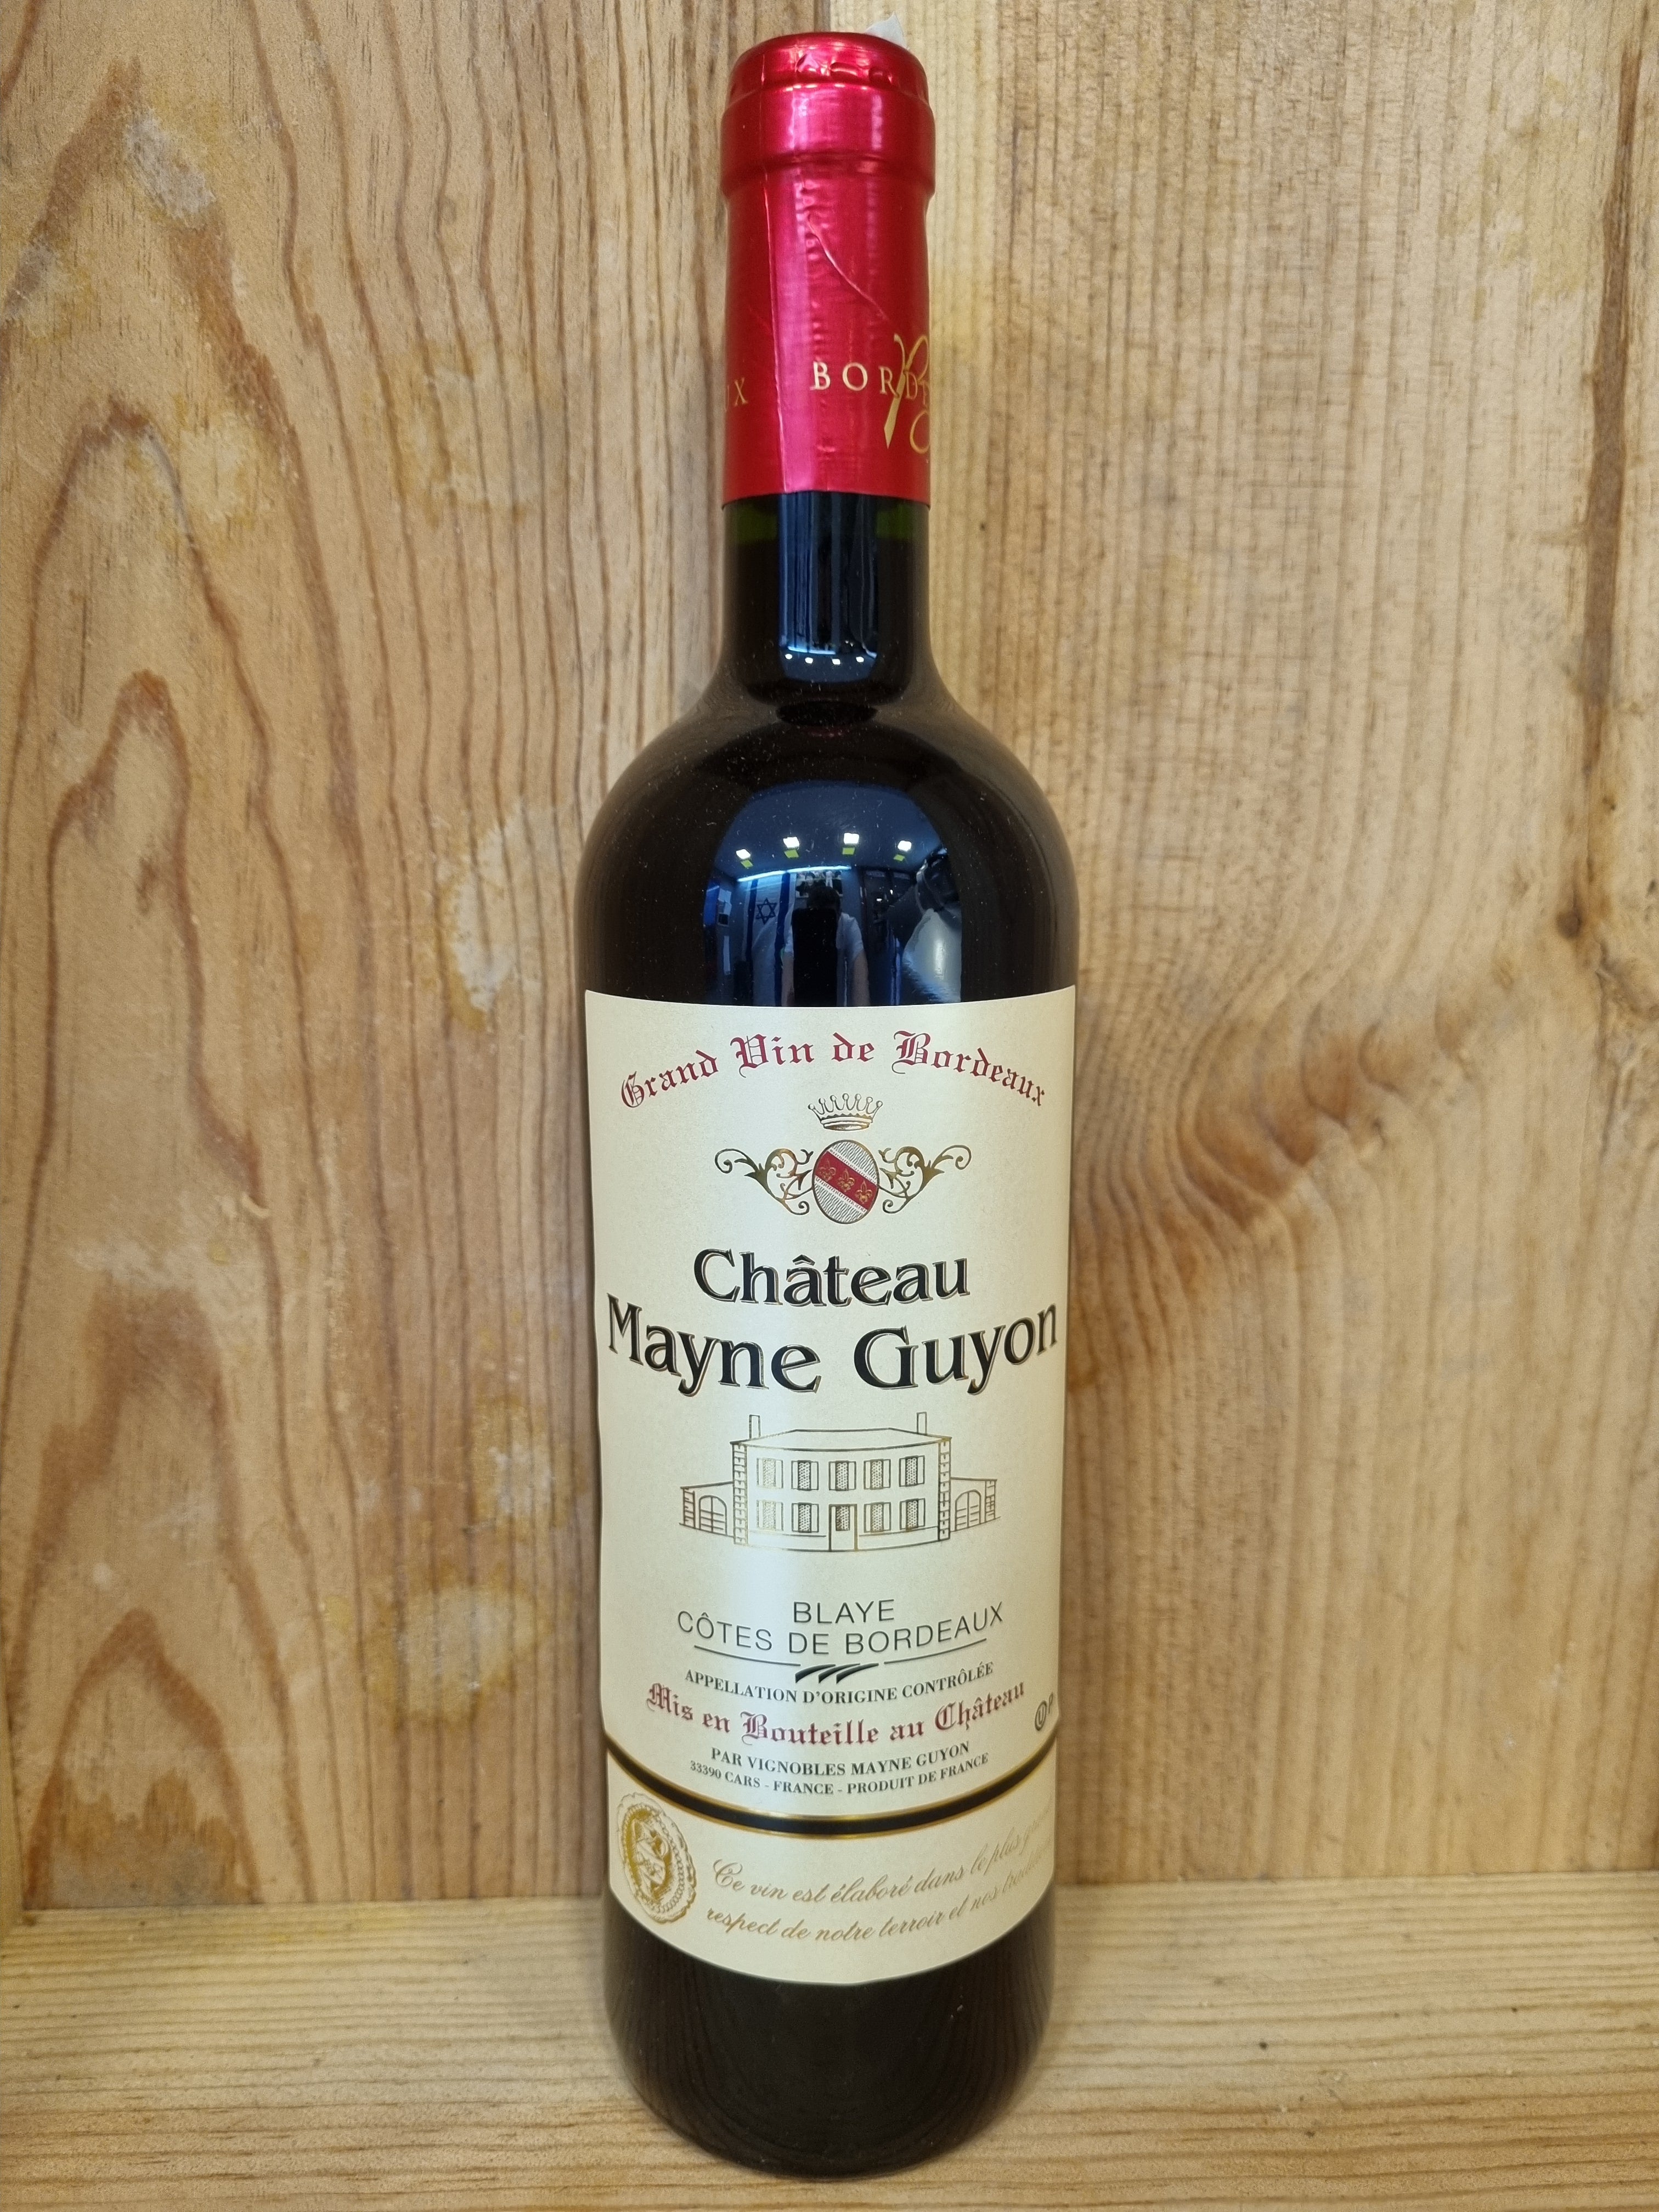 BORDE
Grand Vin de Bordeaux
Château
Mayne Guyon
BLAYE
CÔTES DE BORDEAUX
APPELLATION D'ORIGINE CONTRÔLÉE
Mis en Bouteille au Château
U P
PAR VIGNOBLES MAYNE GUYON
33390 CARS - FRANCE - PRODUIT DE FRANCE
Ce vin est élaboré dans le plus
respect de notre terroir et nos